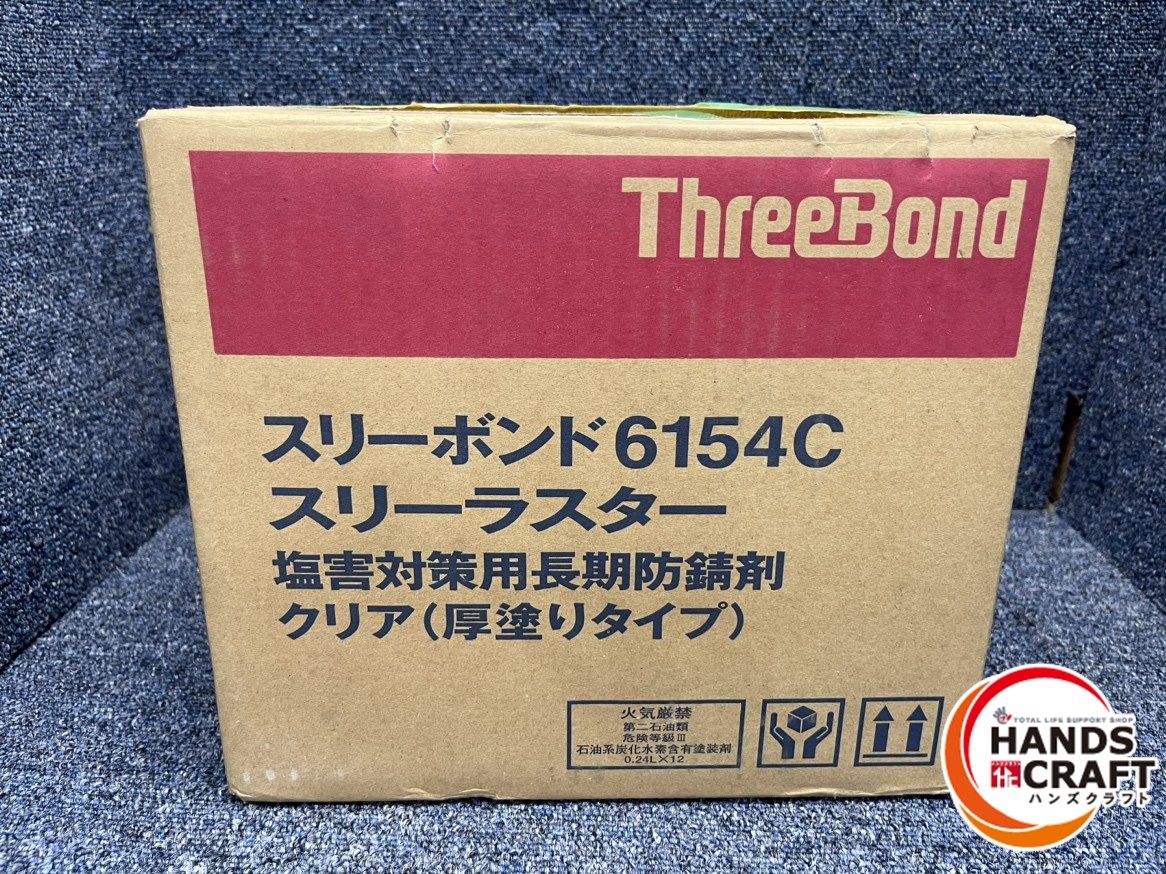 ThreeBond
スリーボンド6154C
スリーラスター
塩害対策用長期防錆剤
クリア(厚塗りタイプ)
火気厳禁
第二石油類
危険等級Ⅲ
石油系炭化水素含有塗装剤
0.24L×12
TOTAL LIFE SUPPORT SHOP
HANDS
CRAFT
ハンズクラフト